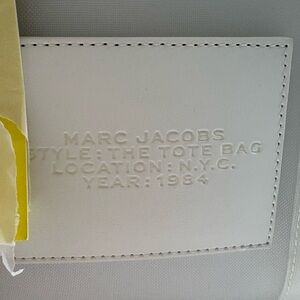 MARC JACOBS
STYLE: THE TOTE BAG
LOCATION: N.Y.C.
YEAR: 1984